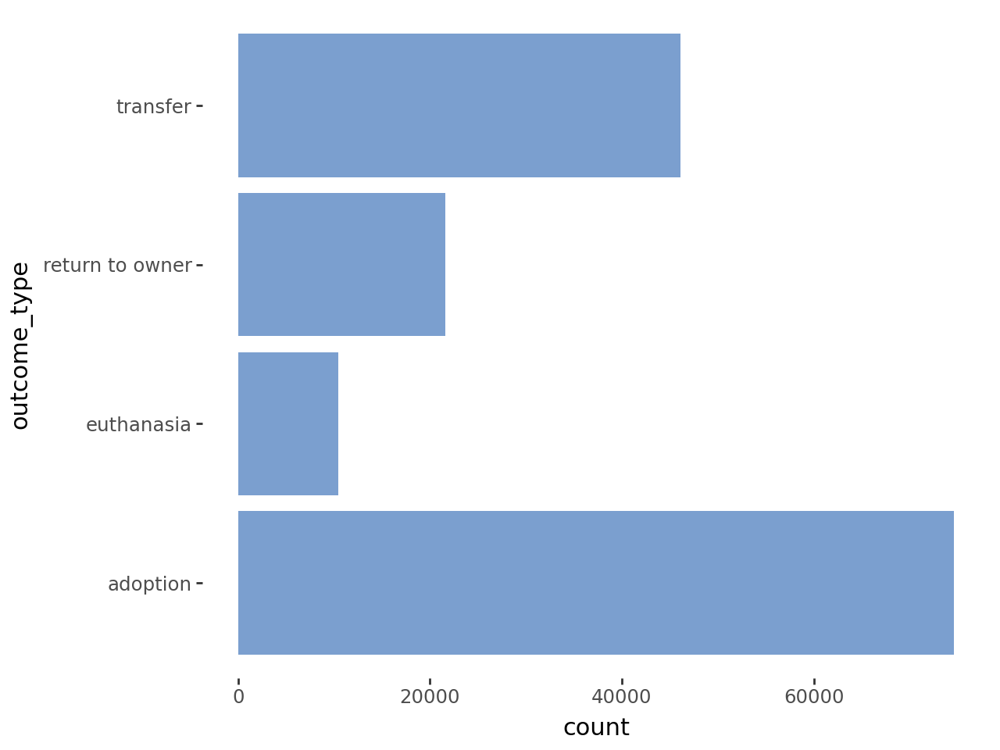 transfer
return to owner
euthanasia
adoption
outcome_type
0 20000 40000 60000
count